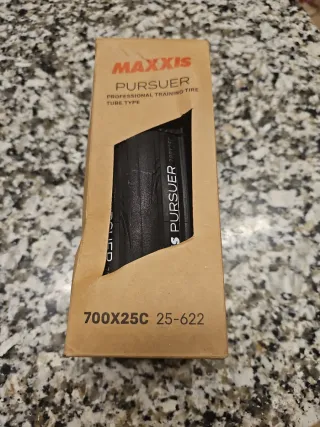 MAXXIS
PURSUER
PROFESSIONAL TRAINING TIRE
TUBE TYPE
PURSUER
700X25C 25-622